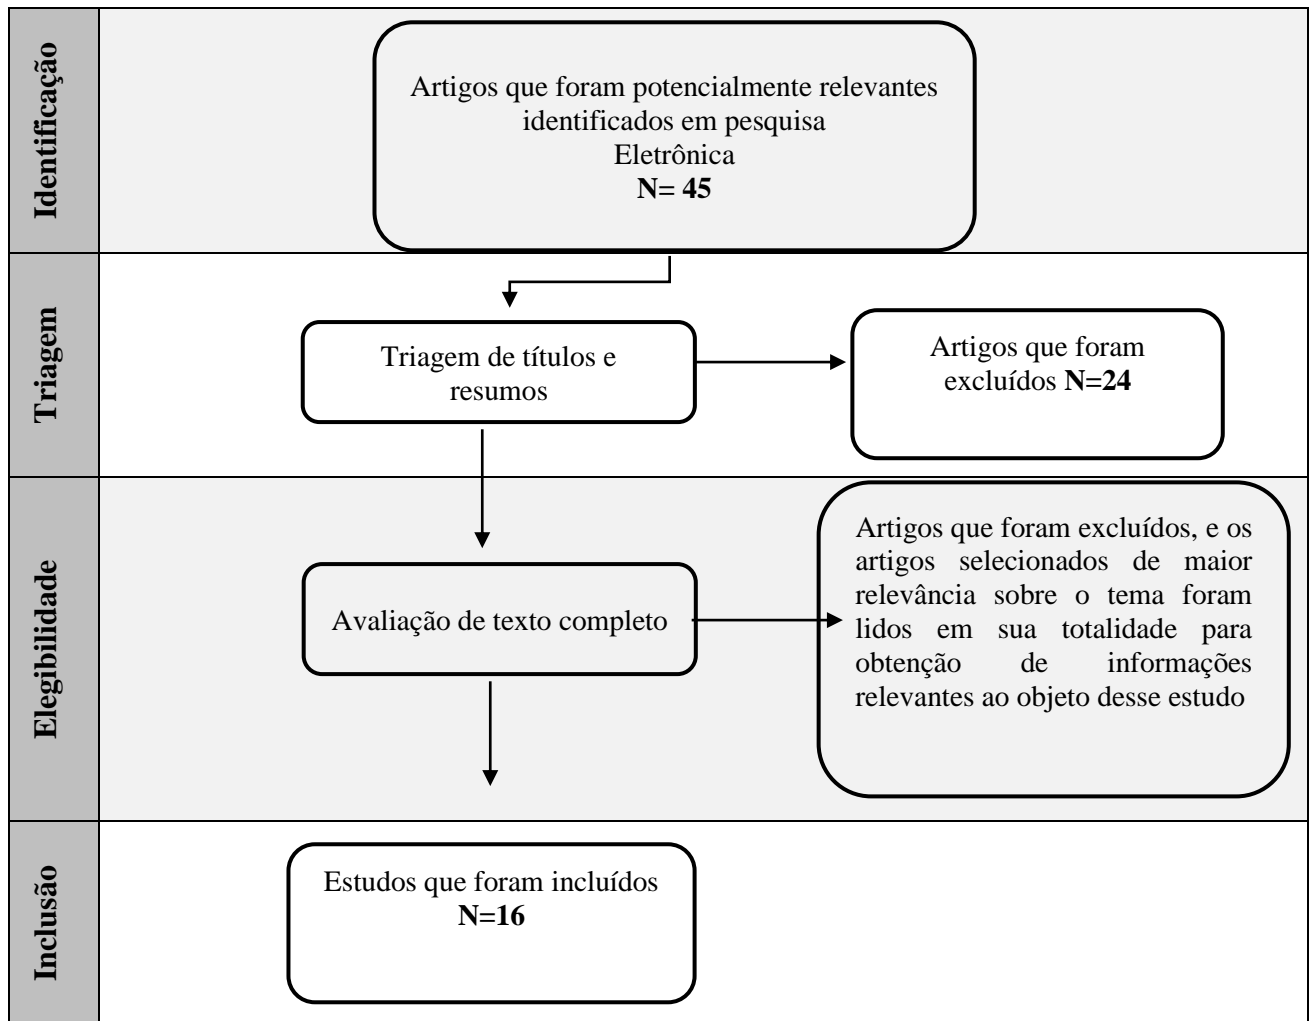 Identificação
Artigos que foram potencialmente relevantes
identificados em pesquisa
Eletrônica
N= 45
Triagem
Triagem de títulos e
resumos
Artigos que foram
excluídos N=24
Elegibilidade
Avaliação de texto completo
Artigos que foram excluídos, e os
artigos selecionados de maior
relevância sobre o tema foram
lidos em sua totalidade para
obtenção de informações
relevantes ao objeto desse estudo
Inclusão
Estudos que foram incluídos
N=16